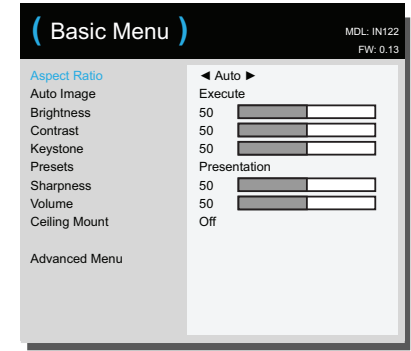 ( Basic Menu )
MDL: IN122
FW: 0.13
Aspect Ratio ◄ Auto ►
Auto Image Execute
Brightness 50
Contrast 50
Keystone 50
Presets Presentation
Sharpness 50
Volume 50
Ceiling Mount Off
Advanced Menu